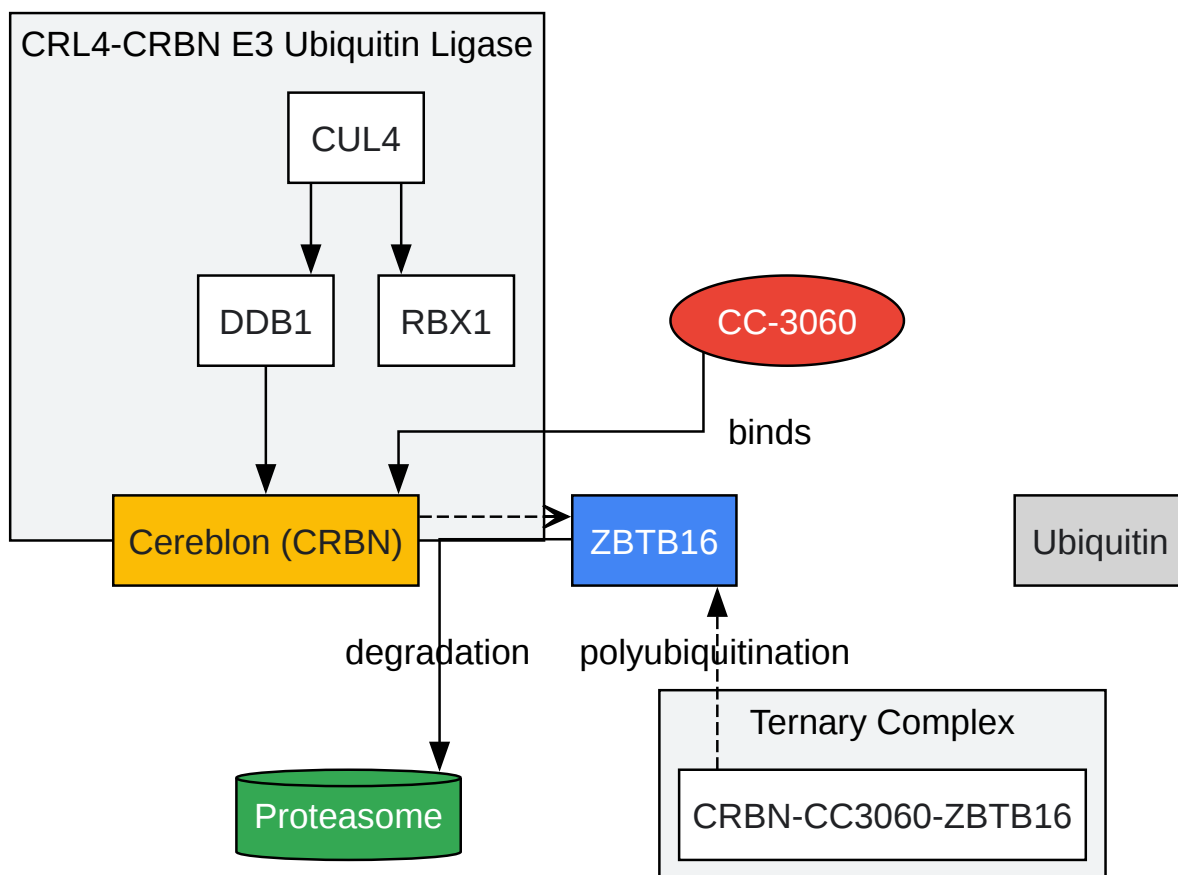 CRL4-CRBN E3 Ubiquitin Ligase
CUL4
DDB1
RBX1
CC-3060
binds
Cereblon (CRBN)
ZBTB16
Ubiquitin
degradation
polyubiquitination
Ternary Complex
Proteasome
CRBN-CC3060-ZBTB16